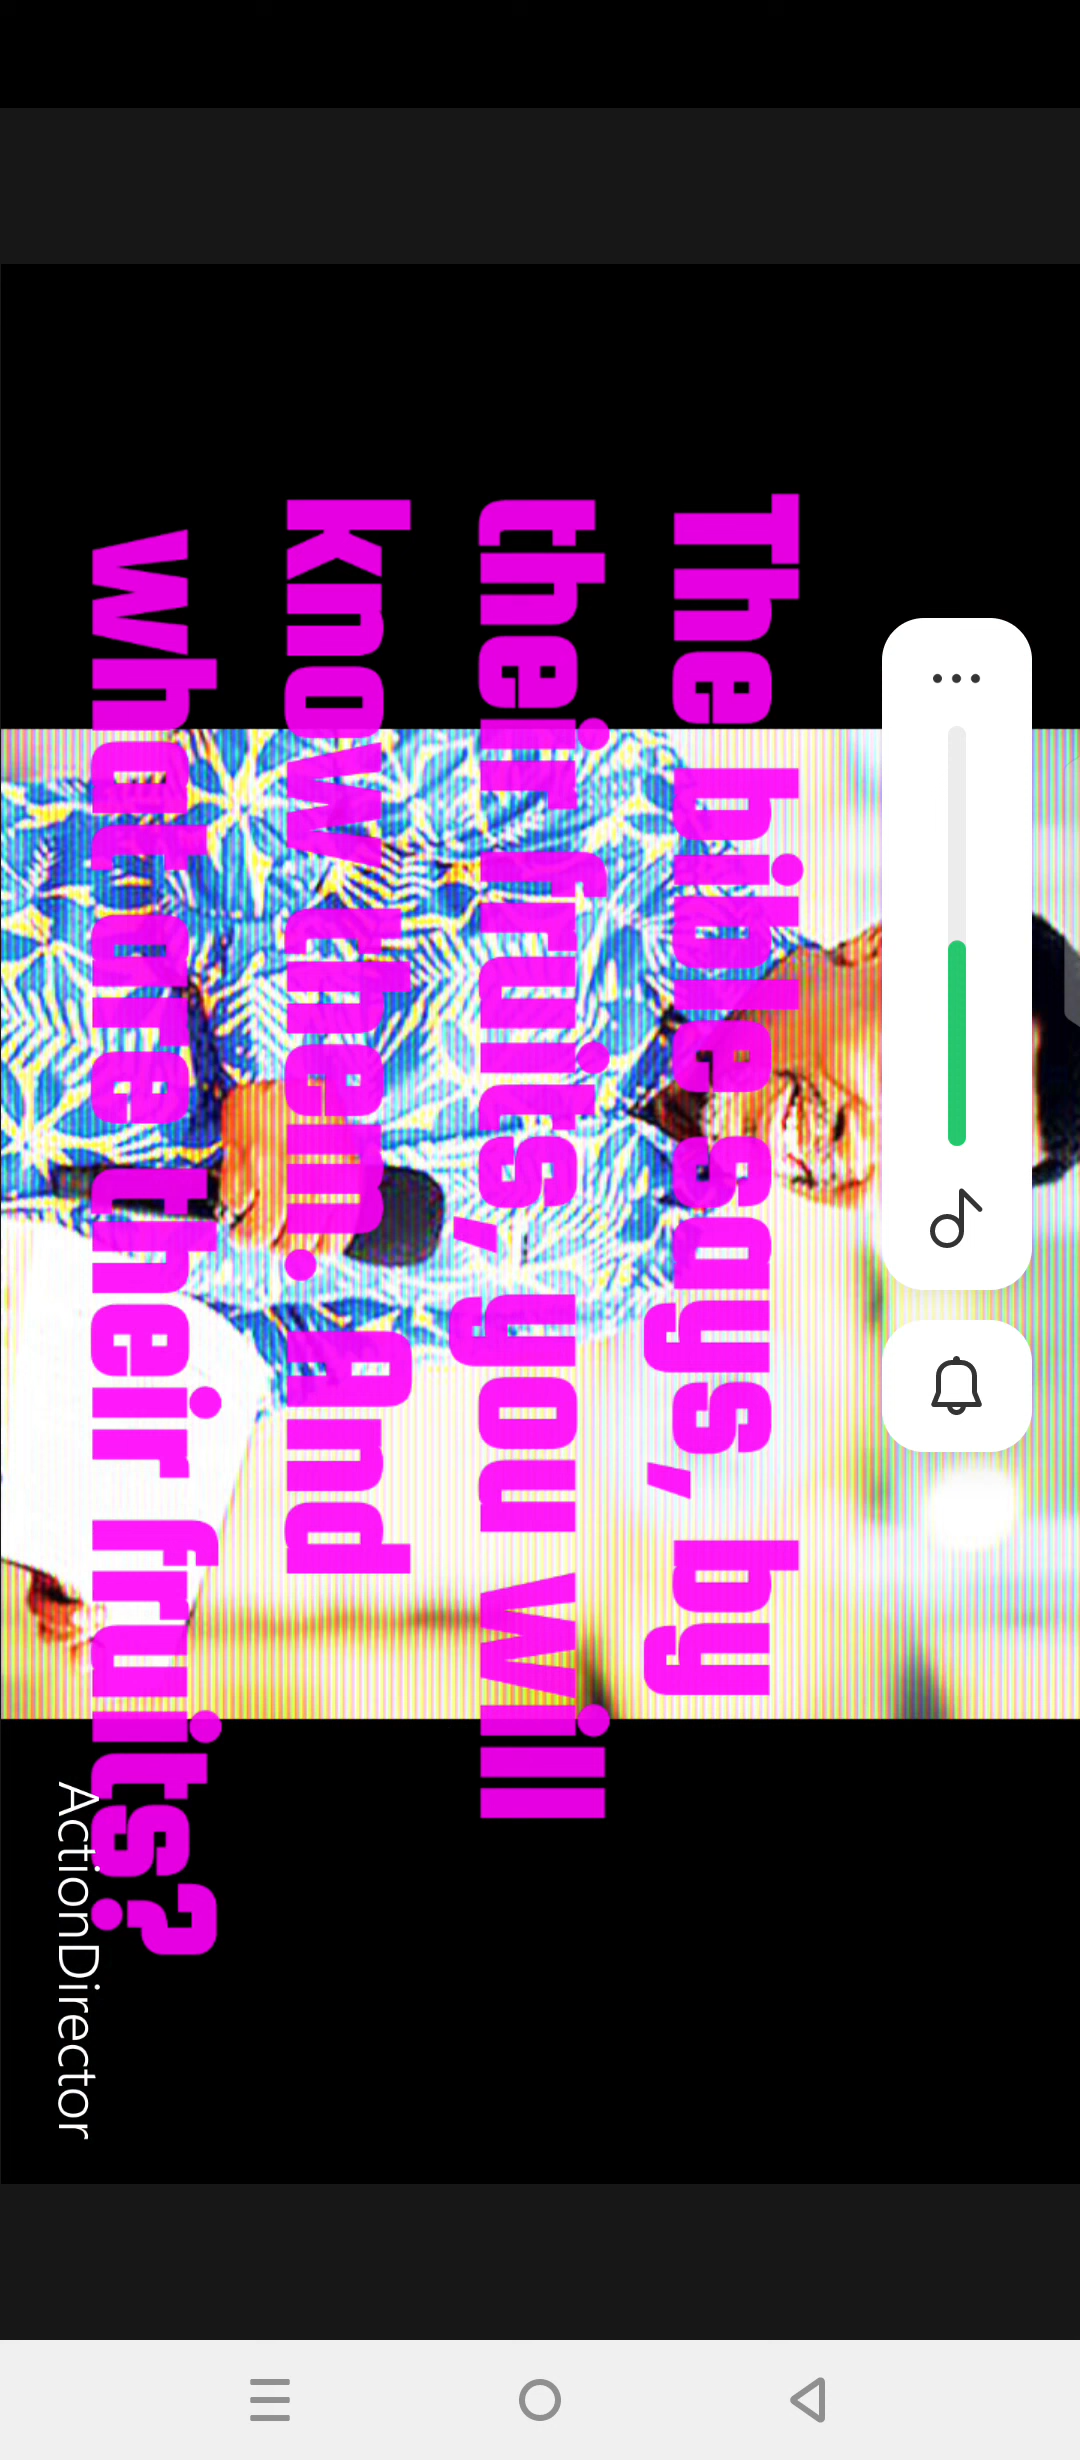 The bible says, by
their fruits, you will
know them. And
what are their fruits?
ActionDirector